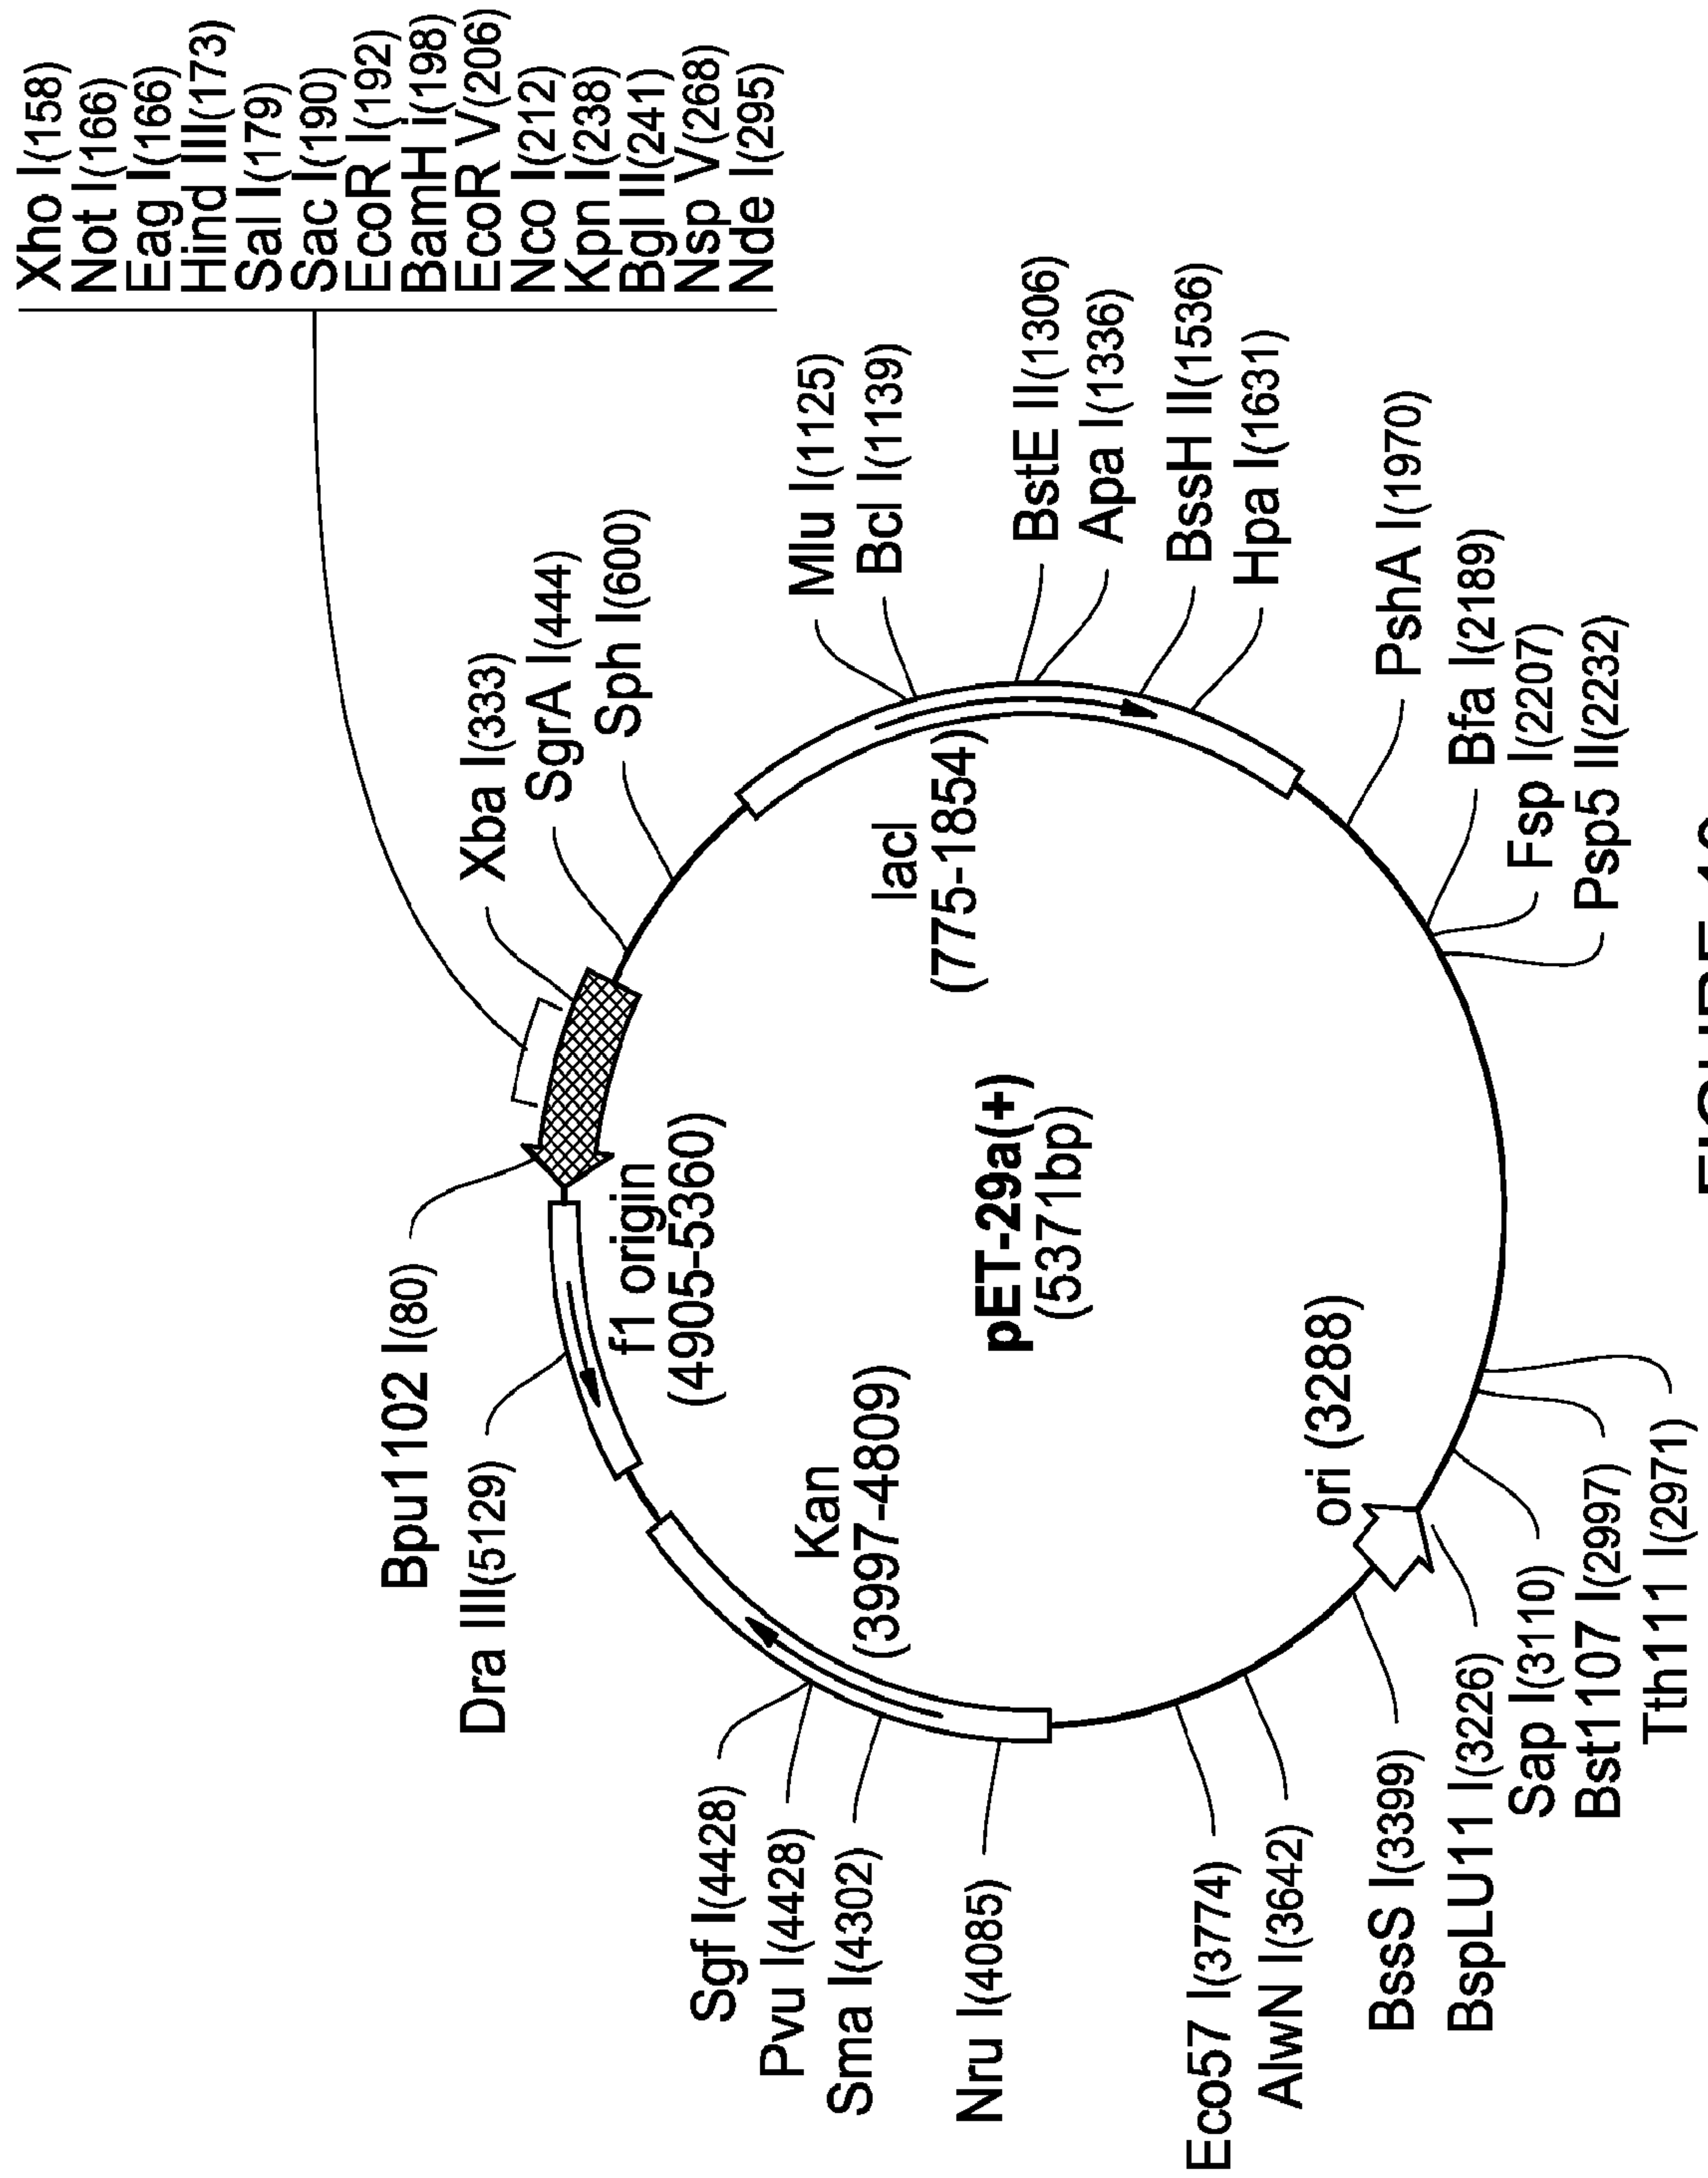 Xho I(158)
Not I(166)
Eag I(166)
Hind III(173)
Sal I(179)
Sac I(190)
EcoR I(192)
BamH i(198)
EcoR V(206)
Nco I(212)
Kpn I(238)
Bgl II(241)
Nsp V(268)
Nde I(295)
Bpu1102 I(80)
Dra III(5129)
Xba I(333)
SgrA I(444)
Sph I(600)
f1 origin
(4905-5360)
Sgf I(4428)
Pvu I(4428)
Sma I(4302)
Nru I(4085)
Kan
(3997-4809)
lacI
(775-1854)
Mlu I(1125)
Bcl I(1139)
BstE II(1306)
Apa I(1336)
BssH II(1536)
Hpa I(1631)
pET-29a(+)
(5371bp)
Eco57 I(3774)
AlwN I(3642)
ori (3288)
PshA I(1970)
BssS I(3399)
BspLU11 I(3226)
Sap I(3110)
Bst1107 I(2997)
Tth111 I(2971)
Bfa I(2189)
Fsp I(2207)
Psp5 II(2232)